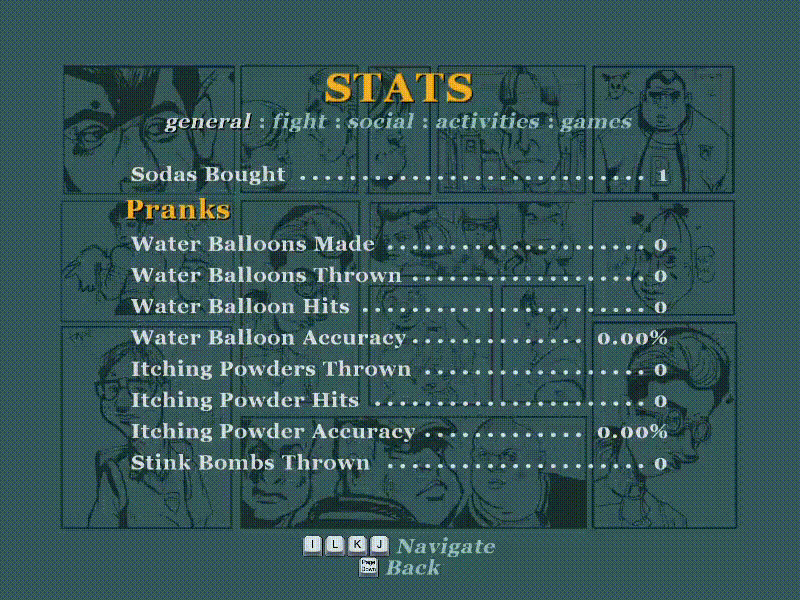 STATS
general : fight : social : activities : games
Sodas Bought ........................... 1
Pranks
Water Balloons Made ..................... 0
Water Balloons Thrown ................... 0
Water Balloon Hits ....................... 0
Water Balloon Accuracy .............. 0.00%
Itching Powders Thrown .................. 0
Itching Powder Hits ...................... 0
Itching Powder Accuracy ............. 0.00%
Stink Bombs Thrown ..................... 0
I L K J Navigate
Page Down Back